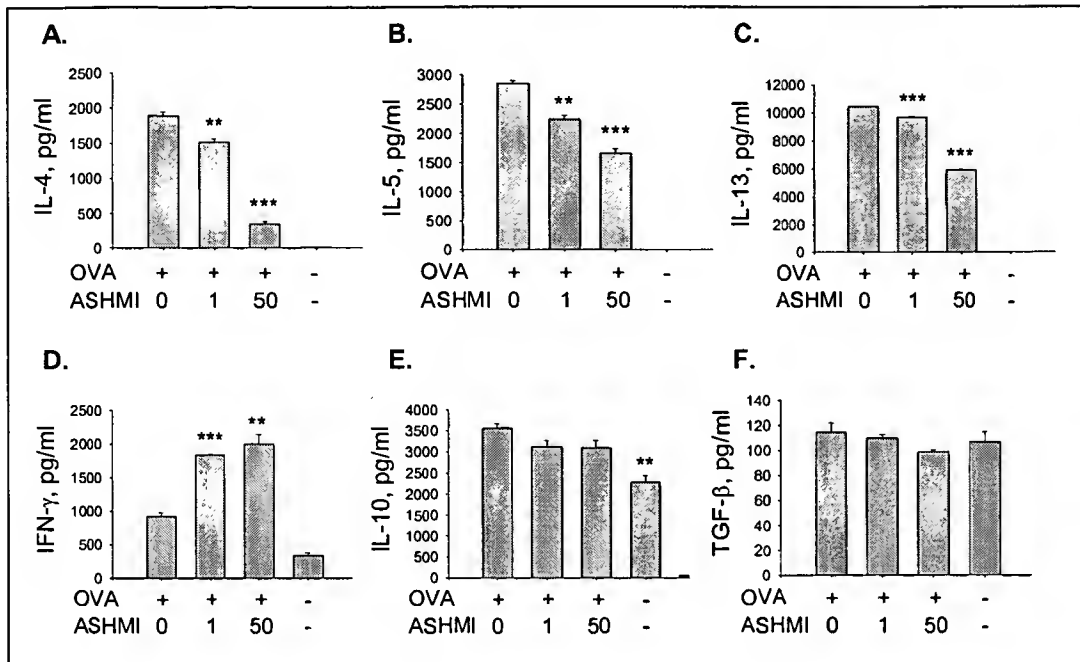 A.
IL-4, pg/ml
2500
2000
1500
1000
500
0
**
***
OVA + + + -
ASHMI 0 1 50 -
B.
IL-5, pg/ml
3000
2500
2000
1500
1000
500
0
**
***
OVA + + + -
ASHMI 0 1 50 -
C.
IL-13, pg/ml
12000
10000
8000
6000
4000
2000
0
***
***
OVA + + + -
ASHMI 0 1 50 -
D.
IFN-γ, pg/ml
2500
2000
1500
1000
500
0
***
**
OVA + + + -
ASHMI 0 1 50 -
E.
IL-10, pg/ml
4000
3500
3000
2500
2000
1500
1000
500
0
**
OVA + + + -
ASHMI 0 1 50 -
F.
TGF-β, pg/ml
140
120
100
80
60
40
20
0
OVA + + + -
ASHMI 0 1 50 -